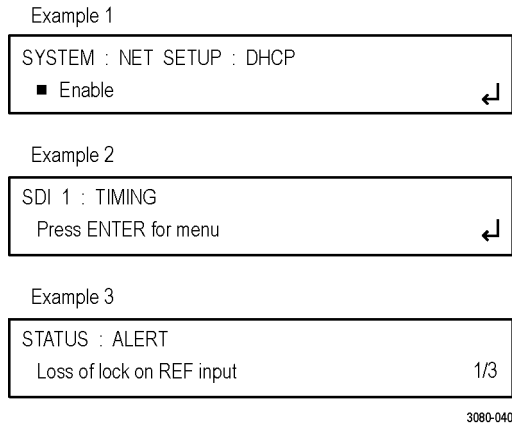 Example 1
SYSTEM : NET SETUP : DHCP
■ Enable ↵
Example 2
SDI 1 : TIMING
Press ENTER for menu ↵
Example 3
STATUS : ALERT
Loss of lock on REF input 1/3
3080-040